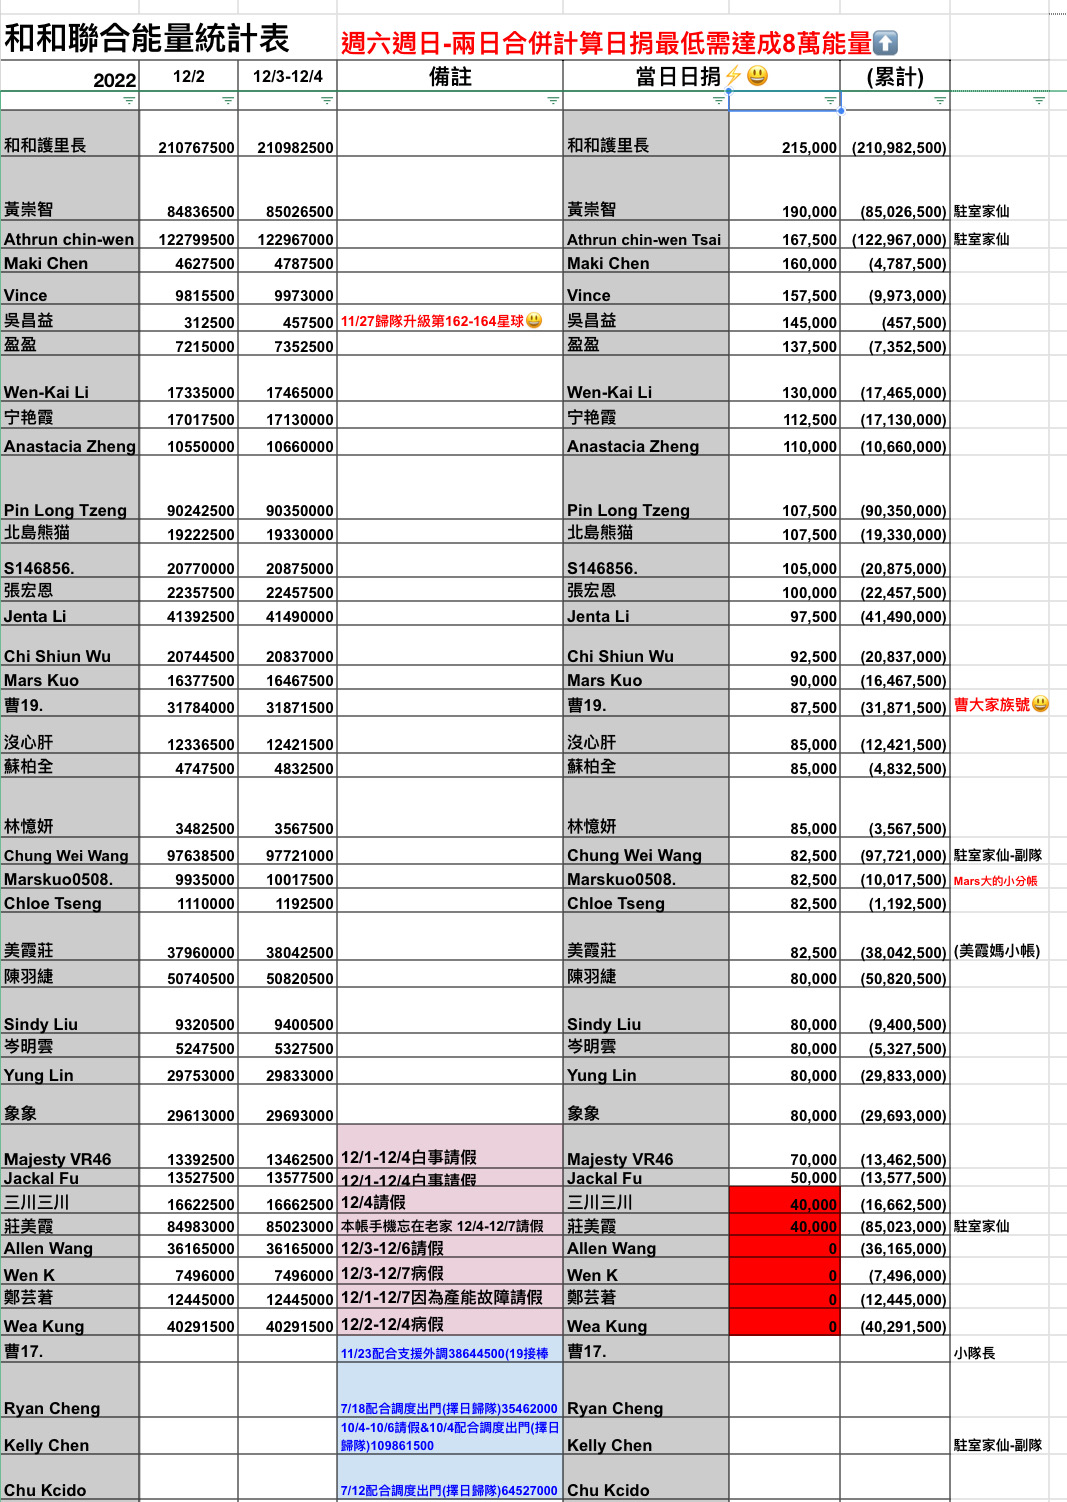 和和聯合能量統計表 週六週日-兩日合併計算日捐最低需達成8萬能量⬆️
2022 12/2 12/3-12/4 備註 當日日捐⚡😃 (累計)
和和護里長 210767500 210982500 和和護里長 215,000 (210,982,500)
黃崇智 84836500 85026500 黃崇智 190,000 (85,026,500) 駐室家仙
Athrun chin-wen 122799500 122967000 Athrun chin-wen Tsai 167,500 (122,967,000) 駐室家仙
Maki Chen 4627500 4787500 Maki Chen 160,000 (4,787,500)
Vince 9815500 9973000 Vince 157,500 (9,973,000)
吳昌益 312500 457500 11/27歸隊升級第162-164星球😃 吳昌益 145,000 (457,500)
盈盈 7215000 7352500 盈盈 137,500 (7,352,500)
Wen-Kai Li 17335000 17465000 Wen-Kai Li 130,000 (17,465,000)
宁艳霞 17017500 17130000 宁艳霞 112,500 (17,130,000)
Anastacia Zheng 10550000 10660000 Anastacia Zheng 110,000 (10,660,000)
Pin Long Tzeng 90242500 90350000 Pin Long Tzeng 107,500 (90,350,000)
北島熊猫 19222500 19330000 北島熊猫 107,500 (19,330,000)
S146856. 20770000 20875000 S146856. 105,000 (20,875,000)
張宏恩 22357500 22457500 張宏恩 100,000 (22,457,500)
Jenta Li 41392500 41490000 Jenta Li 97,500 (41,490,000)
Chi Shiun Wu 20744500 20837000 Chi Shiun Wu 92,500 (20,837,000)
Mars Kuo 16377500 16467500 Mars Kuo 90,000 (16,467,500)
曹19. 31784000 31871500 曹19. 87,500 (31,871,500) 曹大家族號😃
沒心肝 12336500 12421500 沒心肝 85,000 (12,421,500)
蘇柏全 4747500 4832500 蘇柏全 85,000 (4,832,500)
林憶妍 3482500 3567500 林憶妍 85,000 (3,567,500)
Chung Wei Wang 97638500 97721000 Chung Wei Wang 82,500 (97,721,000) 駐室家仙-副隊
Marskuo0508. 9935000 10017500 Marskuo0508. 82,500 (10,017,500) Mars大的小分帳
Chloe Tseng 1110000 1192500 Chloe Tseng 82,500 (1,192,500)
美霞莊 37960000 38042500 美霞莊 82,500 (38,042,500) (美霞媽小帳)
陳羽緁 50740500 50820500 陳羽緁 80,000 (50,820,500)
Sindy Liu 9320500 9400500 Sindy Liu 80,000 (9,400,500)
岑明雲 5247500 5327500 岑明雲 80,000 (5,327,500)
Yung Lin 29753000 29833000 Yung Lin 80,000 (29,833,000)
象象 29613000 29693000 象象 80,000 (29,693,000)
Majesty VR46 13392500 13462500 12/1-12/4白事請假 Majesty VR46 70,000 (13,462,500)
Jackal Fu 13527500 13577500 12/1-12/4白事請假 Jackal Fu 50,000 (13,577,500)
三川三川 16622500 16662500 12/4請假 三川三川 40,000 (16,662,500)
莊美霞 84983000 85023000 本帳手機忘在老家 12/4-12/7請假 莊美霞 40,000 (85,023,000) 駐室家仙
Allen Wang 36165000 36165000 12/3-12/6請假 Allen Wang 0 (36,165,000)
Wen K 7496000 7496000 12/3-12/7病假 Wen K 0 (7,496,000)
鄭芸莙 12445000 12445000 12/1-12/7因為產能故障請假 鄭芸莙 0 (12,445,000)
Wea Kung 40291500 40291500 12/2-12/4病假 Wea Kung 0 (40,291,500)
曹17. 11/23配合支援外調38644500(19接棒 曹17. 小隊長
Ryan Cheng 7/18配合調度出門(擇日歸隊)35462000 Ryan Cheng
10/4-10/6請假&10/4配合調度出門(擇日
Kelly Chen 歸隊)109861500 Kelly Chen 駐室家仙-副隊
Chu Kcido 7/12配合調度出門(擇日歸隊)64527000 Chu Kcido